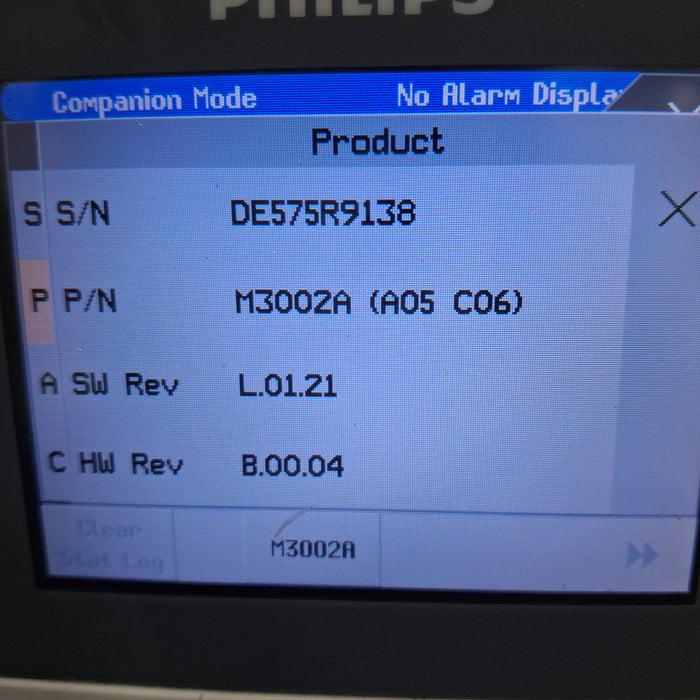 PHILIPS
Companion Mode No Alarm Displa
Product
S S/N DE575R9138
P P/N M3002A (A05 C06)
A SW Rev L.01.21
C HW Rev B.00.04
Clear
Stat Log
M3002A